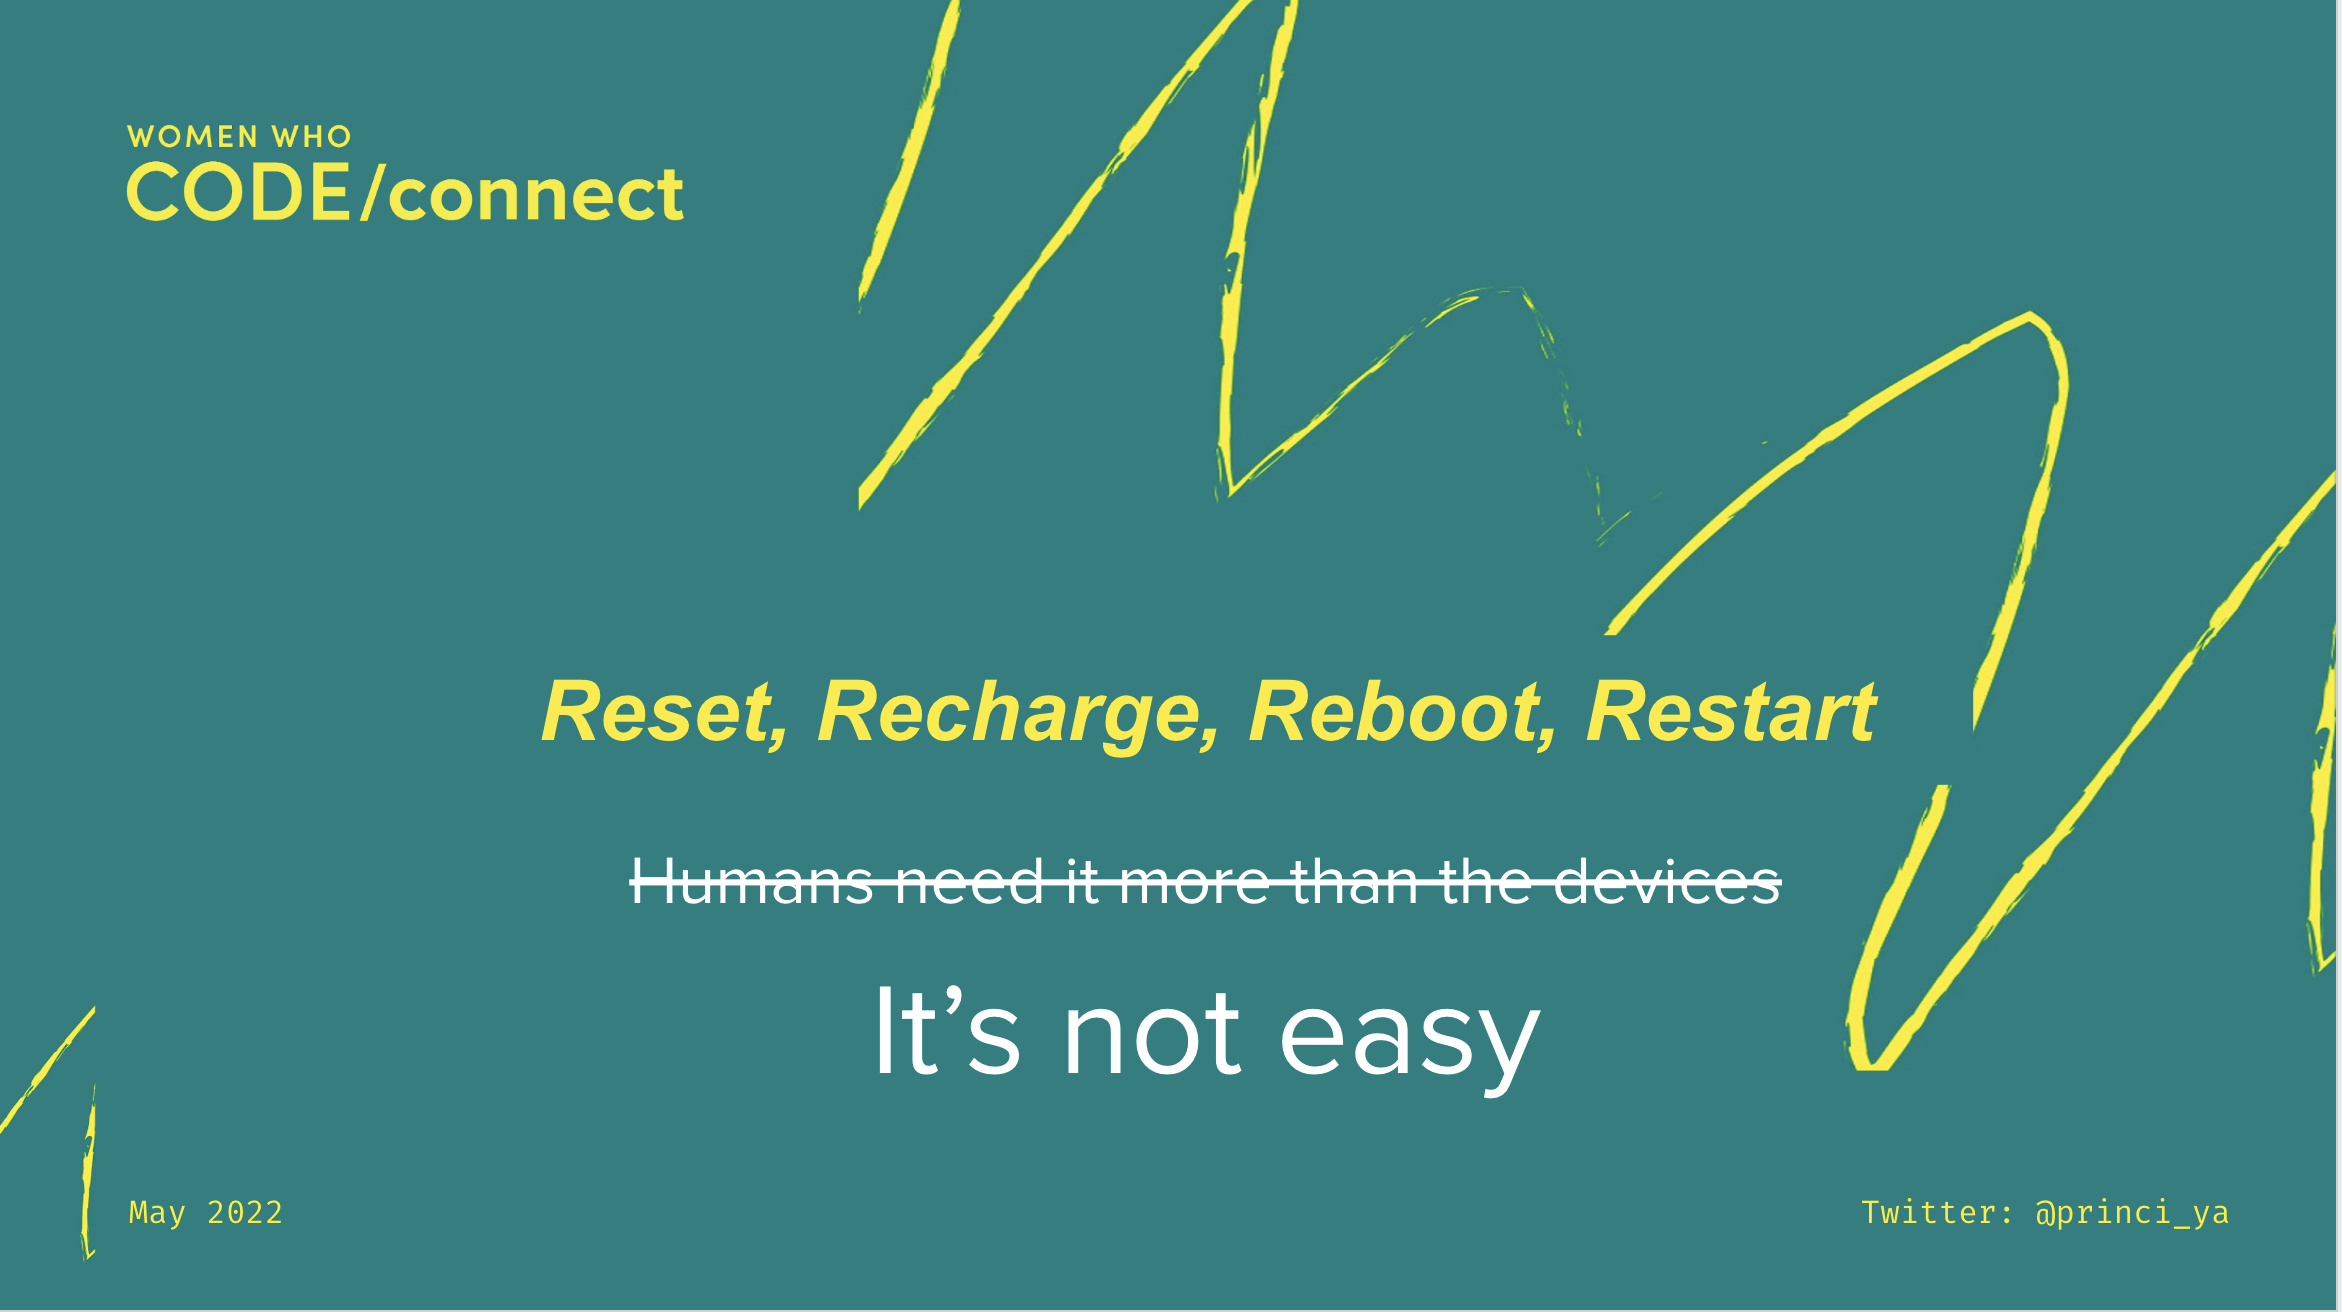 WOMEN WHO
CODE/connect
Reset, Recharge, Reboot, Restart
Humans need it more than the devices
It’s not easy
May 2022
Twitter: @princi_ya